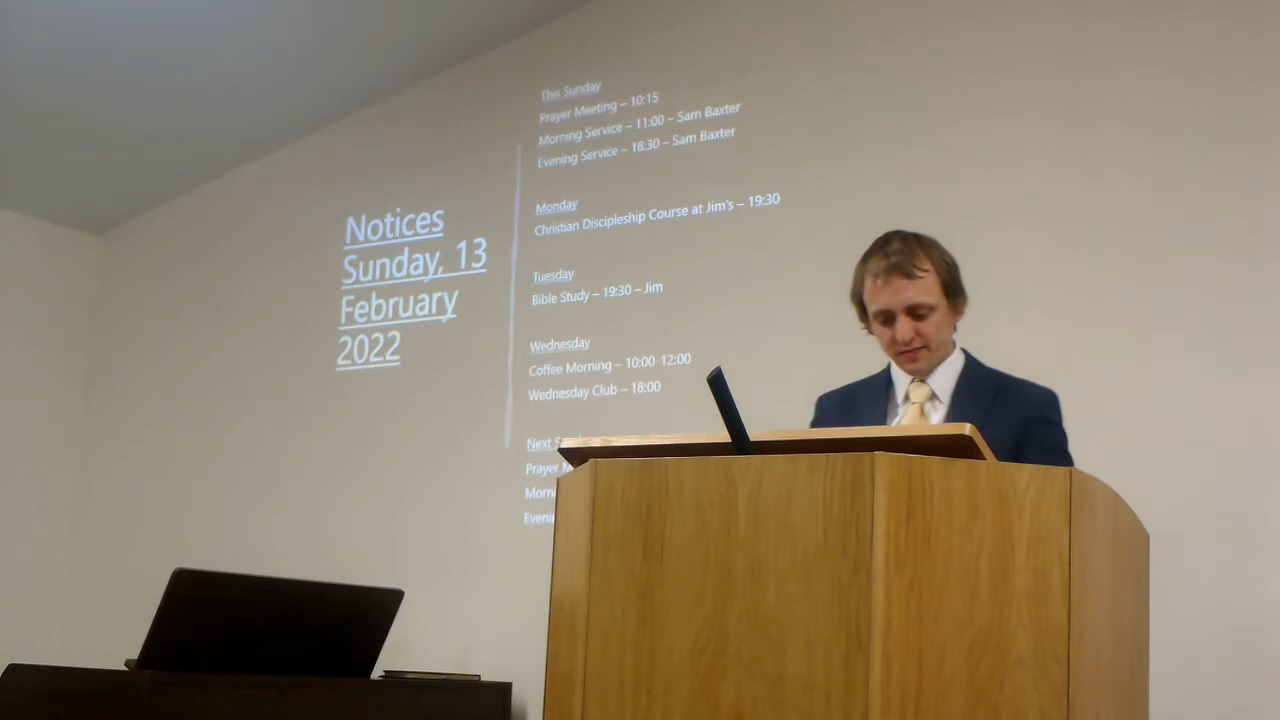 Notices
Sunday, 13
February
2022
This Sunday
Prayer Meeting – 10:15
Morning Service – 11:00 – Sam Baxter
Evening Service – 18:30 – Sam Baxter
Monday
Christian Discipleship Course at Jim's – 19:30
Tuesday
Bible Study – 19:30 – Jim
Wednesday
Coffee Morning – 10:00 12:00
Wednesday Club – 18:00
Next
Prayer